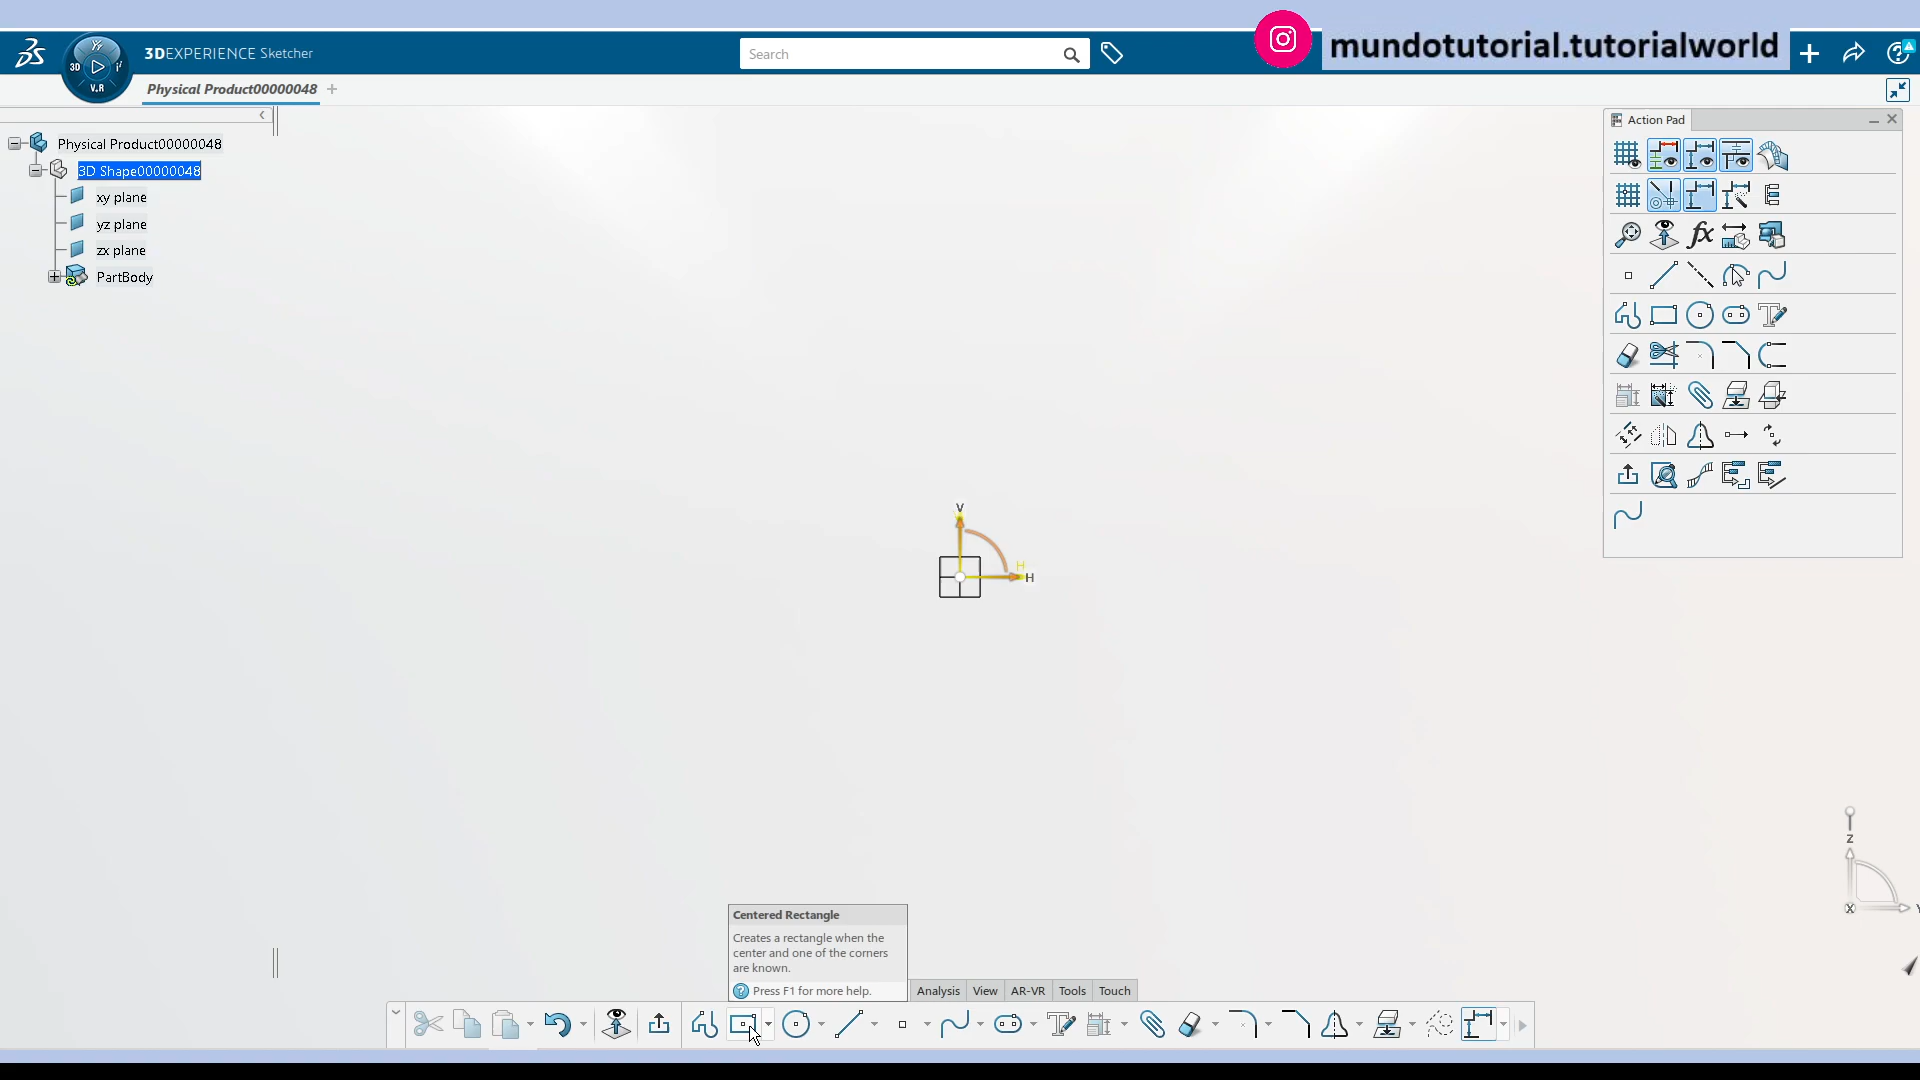 mundotutorial.tutorialworld
3DEXPERIENCE Sketcher
Search
3D
V.R
Physical Product00000048
Action Pad
Physical Product00000048
3D Shape00000048
xy plane
yz plane
zx plane
PartBody
fx
V
H
H
Z
X
Centered Rectangle
Creates a rectangle when the
center and one of the corners
are known.
Press F1 for more help.
Analysis
View
AR-VR
Tools
Touch